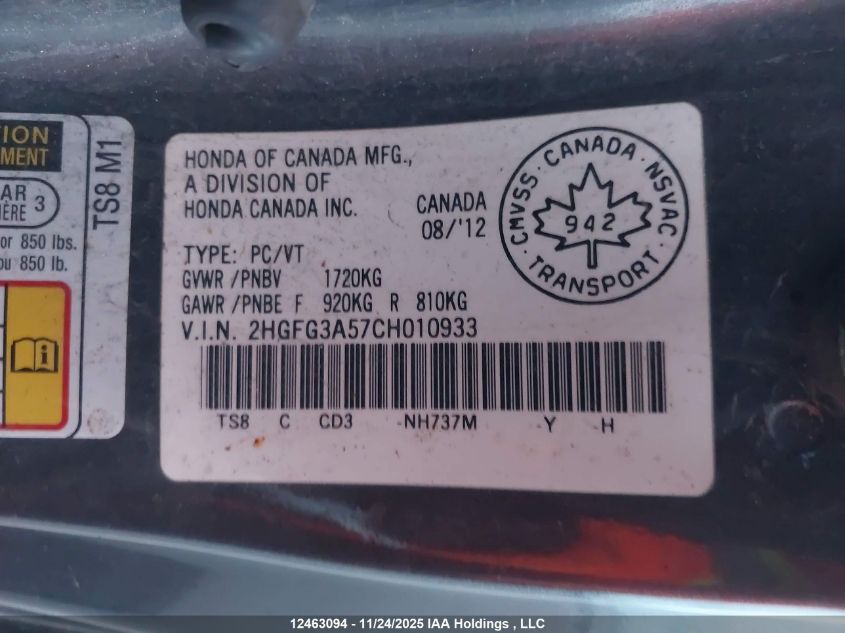 TION
MENT
AR
IÈRE 3
or 850 lbs.
ou 850 lb.
TS8 M1
HONDA OF CANADA MFG.,
A DIVISION OF
HONDA CANADA INC.
CANADA
08/'12
TYPE: PC/VT
GVWR /PNBV 1720KG
GAWR /PNBE F 920KG R 810KG
V.I.N. 2HGFG3A57CH010933
TS8 C CD3 NH737M Y H
CMVSS · CANADA · NSVAC
942
· TRANSPORT ·
12463094 - 11/24/2025 IAA Holdings , LLC